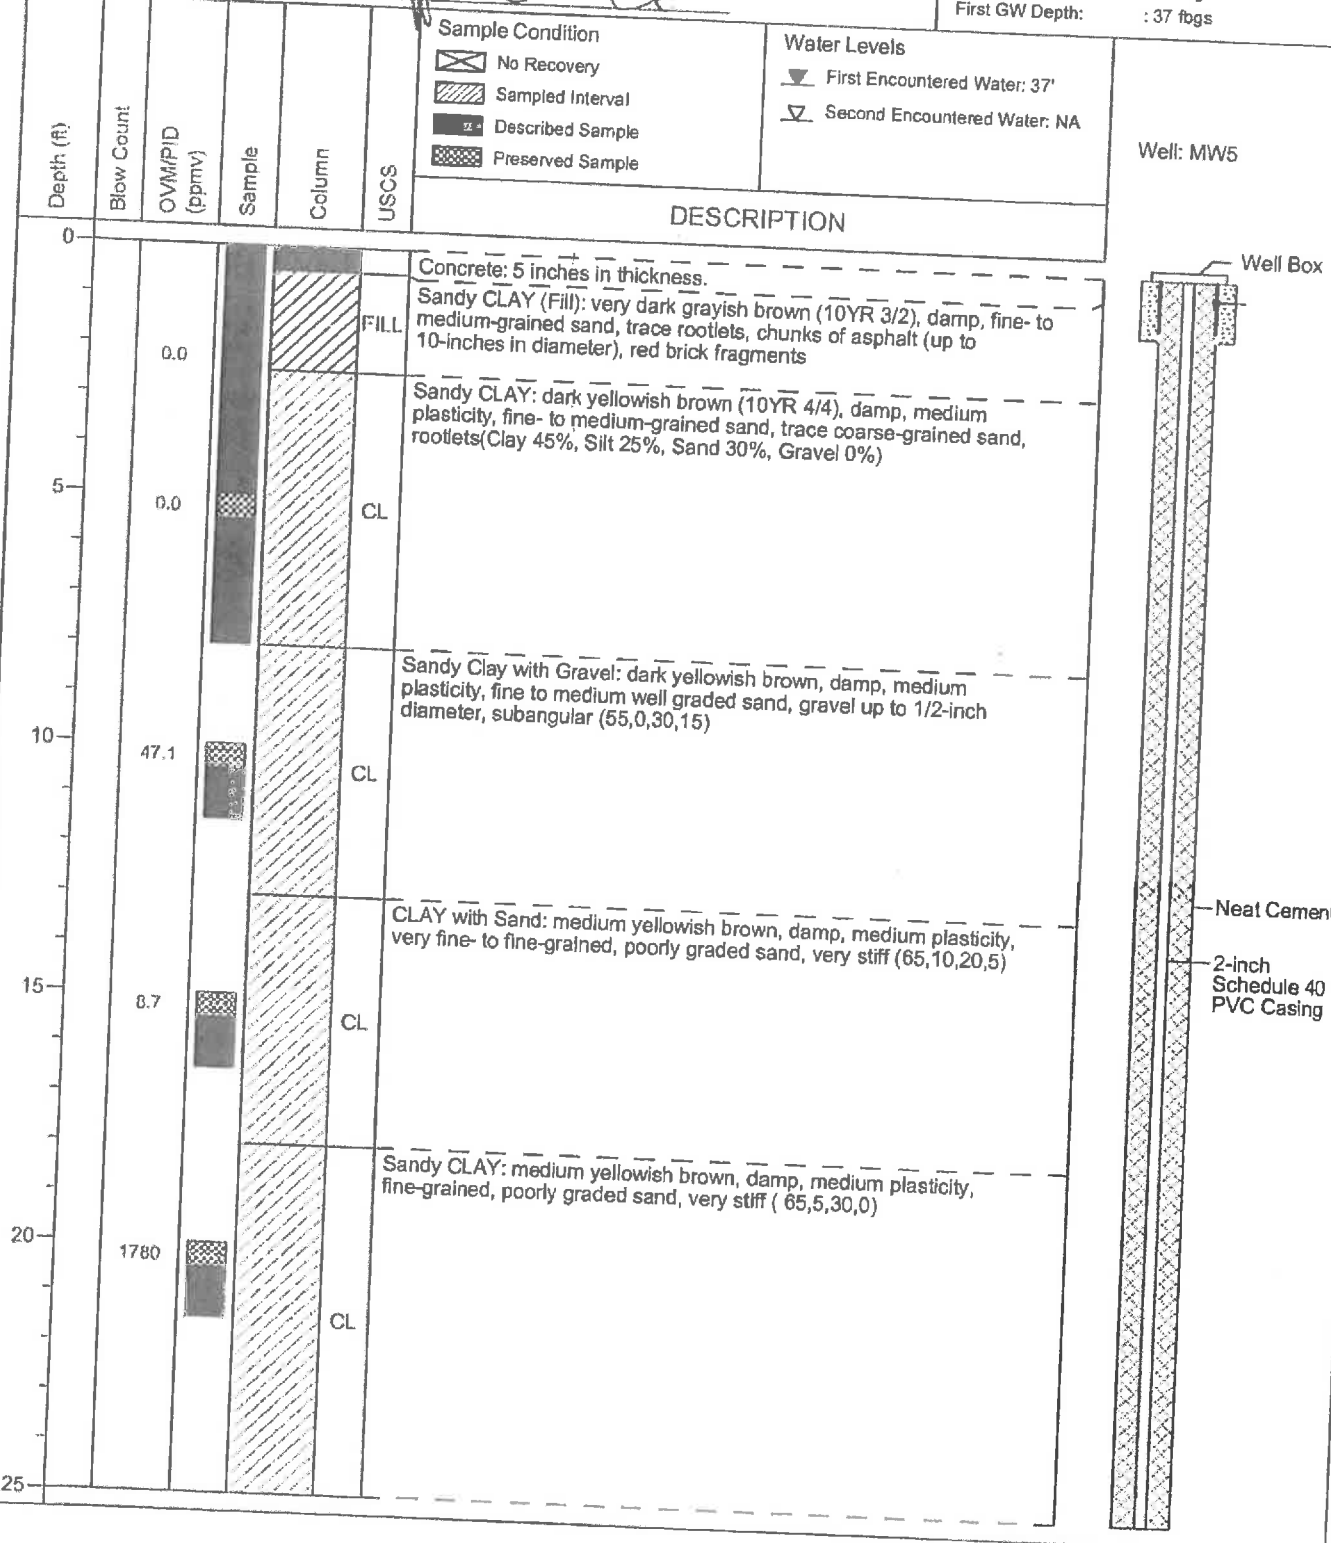 First GW Depth: : 37 fbgs
Sample Condition
No Recovery
Sampled Interval
Described Sample
Preserved Sample
Water Levels
First Encountered Water: 37'
Second Encountered Water: NA
Well: MW5
Depth (ft)
Blow Count
OVM/PID
(ppmv)
Sample
Column
USCS
DESCRIPTION
0
Concrete: 5 inches in thickness.
Well Box
FILL
Sandy CLAY (Fill): very dark grayish brown (10YR 3/2), damp, fine- to
medium-grained sand, trace rootlets, chunks of asphalt (up to
10-inches in diameter), red brick fragments
0.0
Sandy CLAY: dark yellowish brown (10YR 4/4), damp, medium
plasticity, fine- to medium-grained sand, trace coarse-grained sand,
rootlets(Clay 45%, Silt 25%, Sand 30%, Gravel 0%)
5
0.0
CL
Sandy Clay with Gravel: dark yellowish brown, damp, medium
plasticity, fine to medium well graded sand, gravel up to 1/2-inch
diameter, subangular (55,0,30,15)
10
47.1
CL
CLAY with Sand: medium yellowish brown, damp, medium plasticity,
very fine- to fine-grained, poorly graded sand, very stiff (65,10,20,5)
Neat Cement
2-inch
Schedule 40
PVC Casing
15
8.7
CL
Sandy CLAY: medium yellowish brown, damp, medium plasticity,
fine-grained, poorly graded sand, very stiff ( 65,5,30,0)
20
1780
CL
25